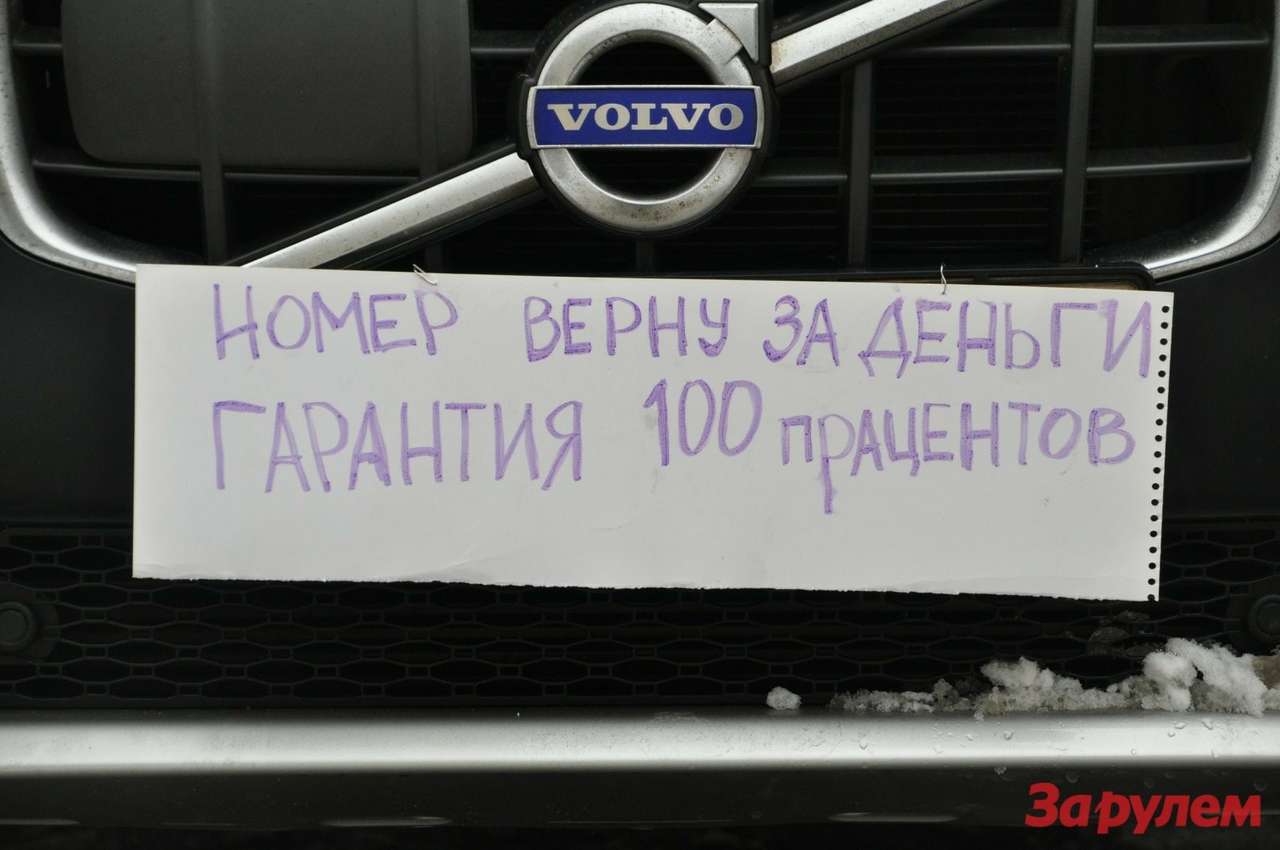 VOLVO
НОМЕР ВЕРНУ ЗА ДЕНЬГИ
ГАРАНТИЯ 100 ПРАЦЕНТОВ
За рулем